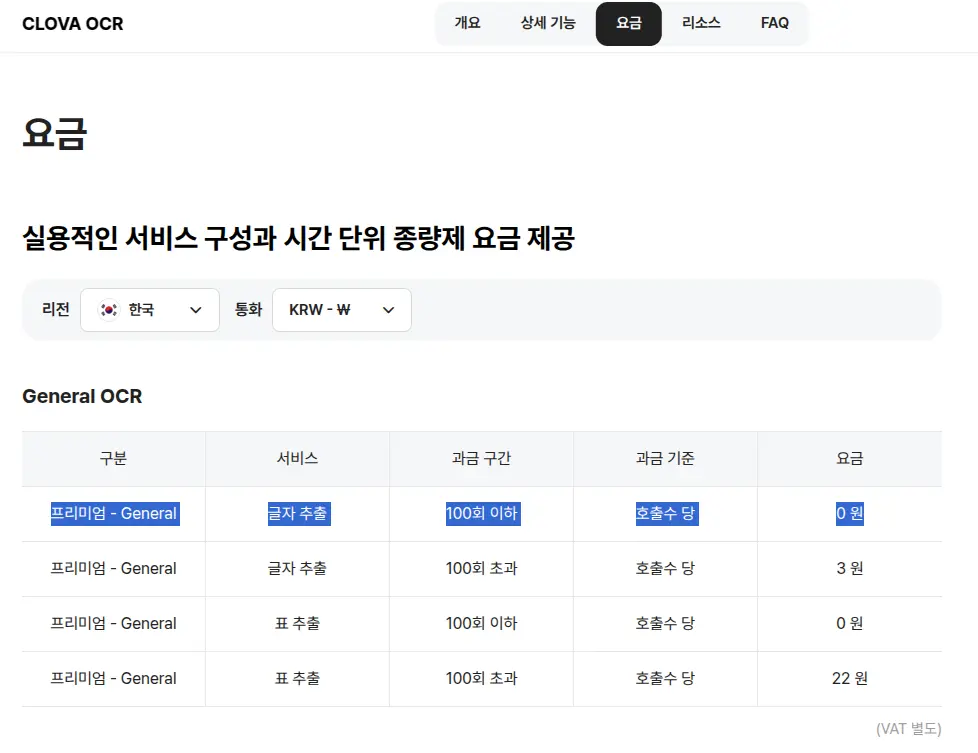 CLOVA OCR 개요 상세 기능 요금 리소스 FAQ
요금
실용적인 서비스 구성과 시간 단위 종량제 요금 제공
리전 한국 통화 KRW - ₩
General OCR
구분 서비스 과금 구간 과금 기준 요금
프리미엄 - General 글자 추출 100회 이하 호출수 당 0 원
프리미엄 - General 글자 추출 100회 초과 호출수 당 3 원
프리미엄 - General 표 추출 100회 이하 호출수 당 0 원
프리미엄 - General 표 추출 100회 초과 호출수 당 22 원
(VAT 별도)